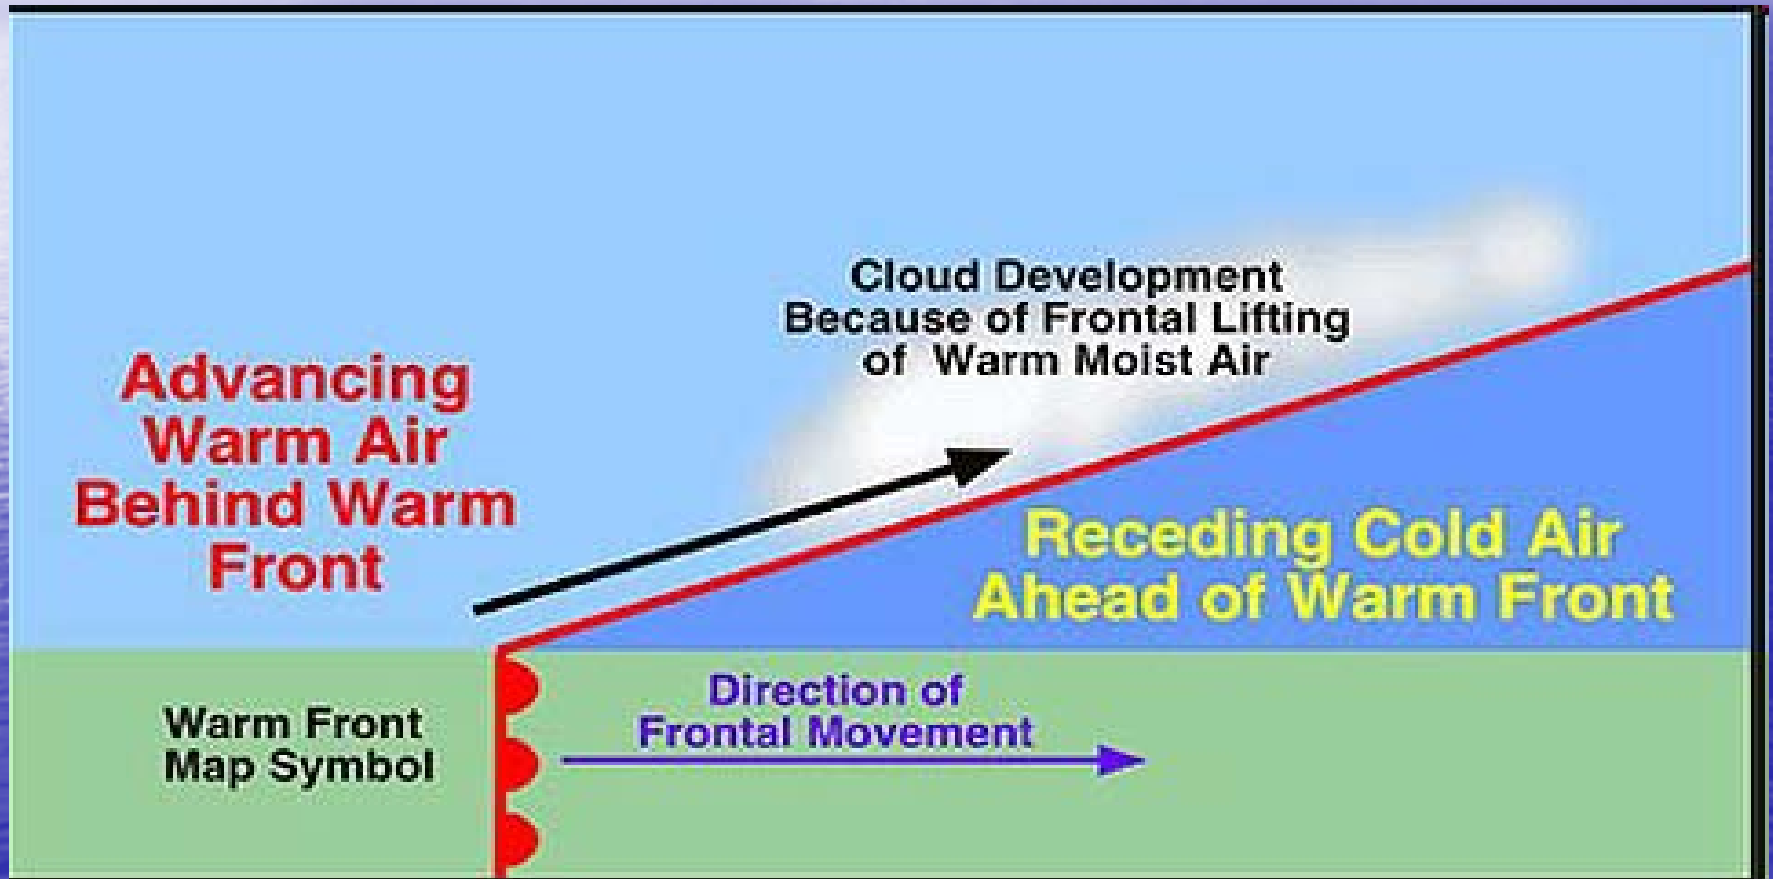 Cloud Development
Because of Frontal Lifting
of Warm Moist Air
Advancing
Warm Air
Behind Warm
Front
Receding Cold Air
Ahead of Warm Front
Warm Front
Map Symbol
Direction of
Frontal Movement